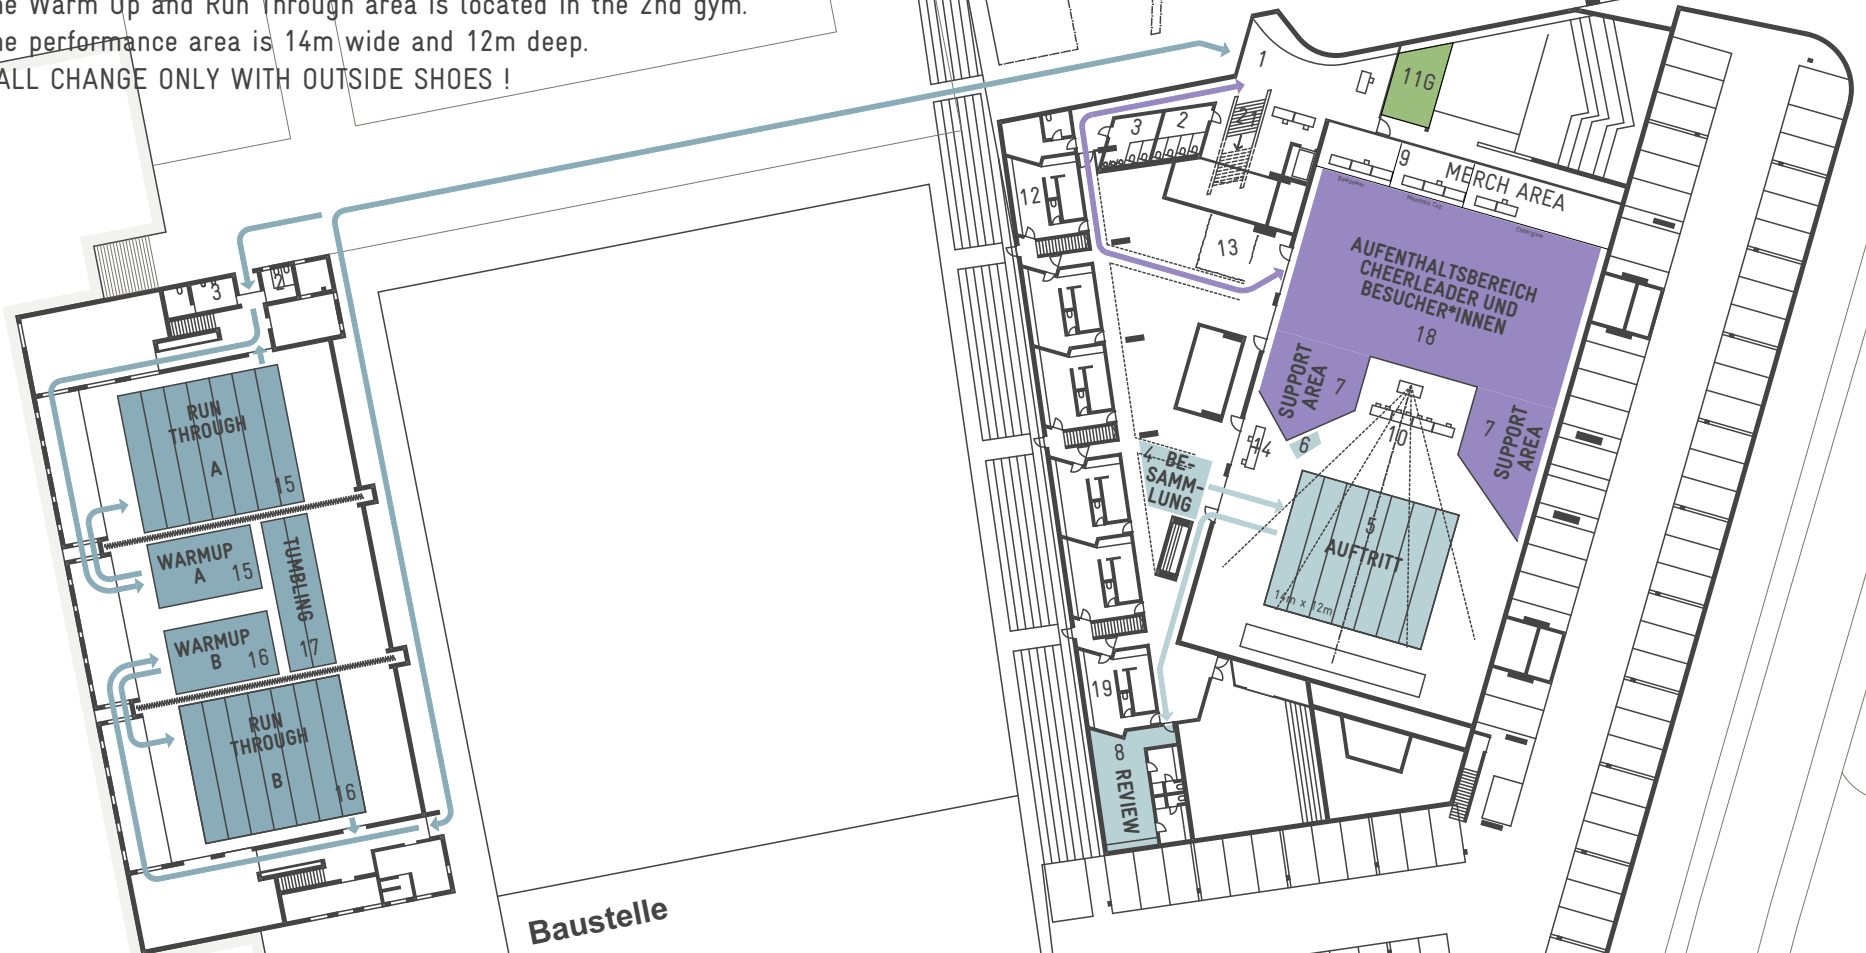 he Warm Up and Run Through area is located in the 2nd gym.
he performance area is 14m wide and 12m deep.
ALL CHANGE ONLY WITH OUTSIDE SHOES !
1
11G
3
2
21
9
MERCH AREA
12
13
AUFENTHALTSBEREICH
CHEERLEADER UND
BESUCHER*INNEN
18
3
2
SUPPORT
AREA
7
7
SUPPORT
AREA
10
6
14
4 BE-
SAMM-
LUNG
5
AUFTRITT
14m x 12m
RUN
THROUGH
A
15
WARMUP
A
15
TUMBLING
17
WARMUP
B
16
RUN
THROUGH
B
16
19
8 REVIEW
Baustelle